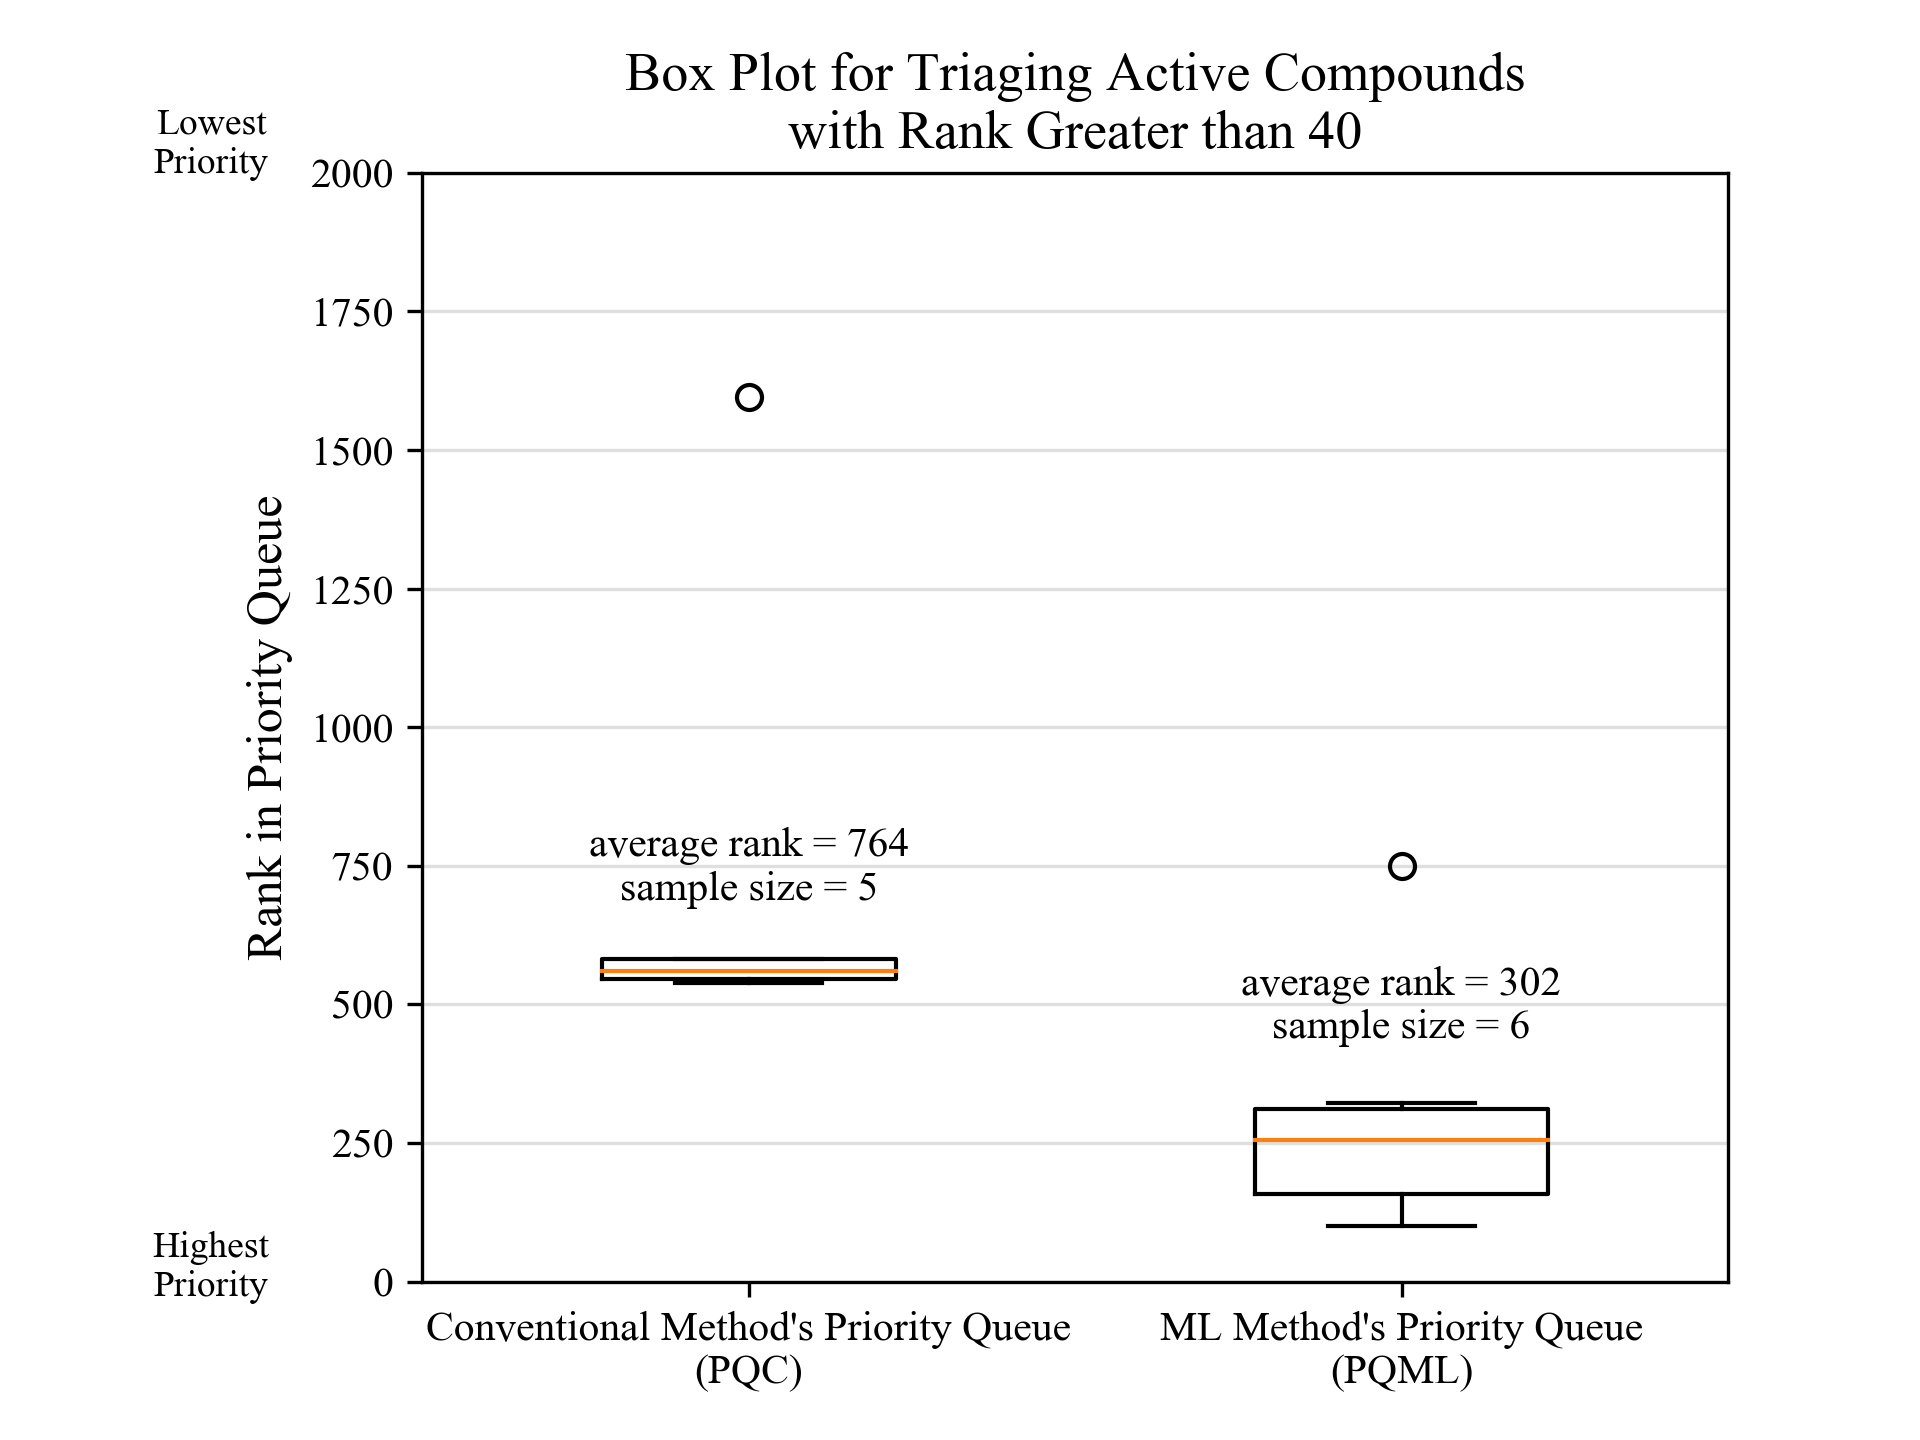 Box Plot for Triaging Active Compounds
with Rank Greater than 40
Lowest
Priority
2000
1750
1500
1250
1000
750
500
250
0
Rank in Priority Queue
Highest
Priority
average rank = 764
sample size = 5
average rank = 302
sample size = 6
Conventional Method's Priority Queue
(PQC)
ML Method's Priority Queue
(PQML)